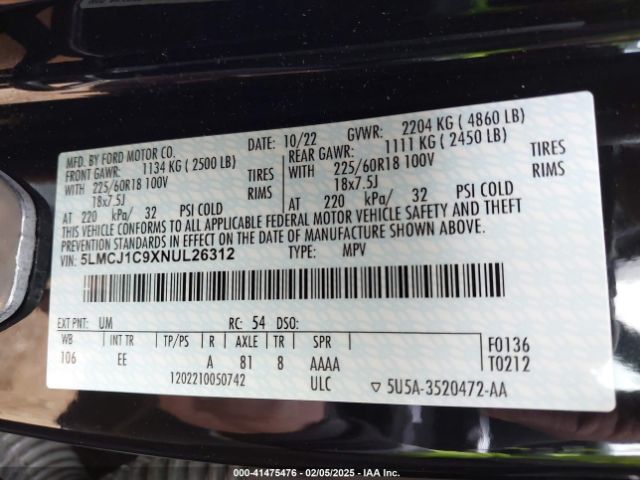 MFD. BY FORD MOTOR CO. DATE: 10/22 GVWR: 2204 KG ( 4860 LB)
FRONT GAWR: 1134 KG ( 2500 LB) REAR GAWR: 1111 KG ( 2450 LB)
WITH 225/60R18 100V TIRES WITH 225/60R18 100V TIRES
18x7.5J RIMS 18x7.5J RIMS
AT 220 kPa/ 32 PSI COLD AT 220 kPa/ 32 PSI COLD
THIS VEHICLE CONFORMS TO ALL APPLICABLE FEDERAL MOTOR VEHICLE SAFETY AND THEFT
PREVENTION STANDARDS IN EFFECT ON THE DATE OF MANUFACTURE SHOWN ABOVE.
VIN: 5LMCJ1C9XNUL26312 TYPE: MPV
EXT PNT: UM RC: 54 DSO:
WB INT TR TP/PS R AXLE TR SPR F0136
106 EE A 81 8 AAAA T0212
1202210050742 ULC 5U5A-3520472-AA
000-41475476 - 02/05/2025 - IAA Inc.